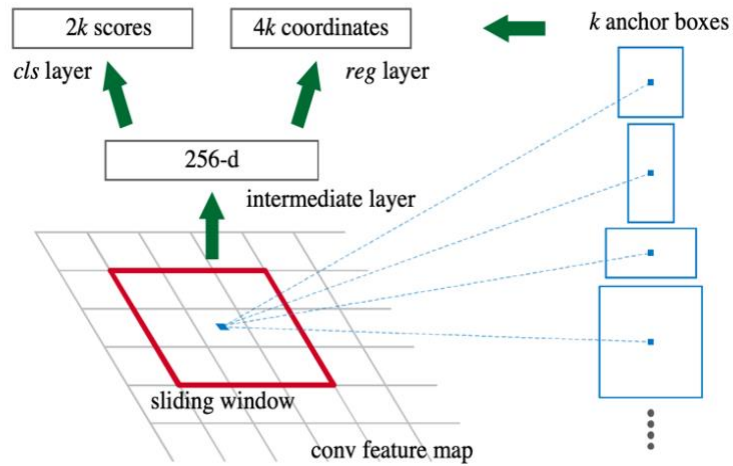 2k scores
4k coordinates
k anchor boxes
cls layer
reg layer
256-d
intermediate layer
sliding window
conv feature map